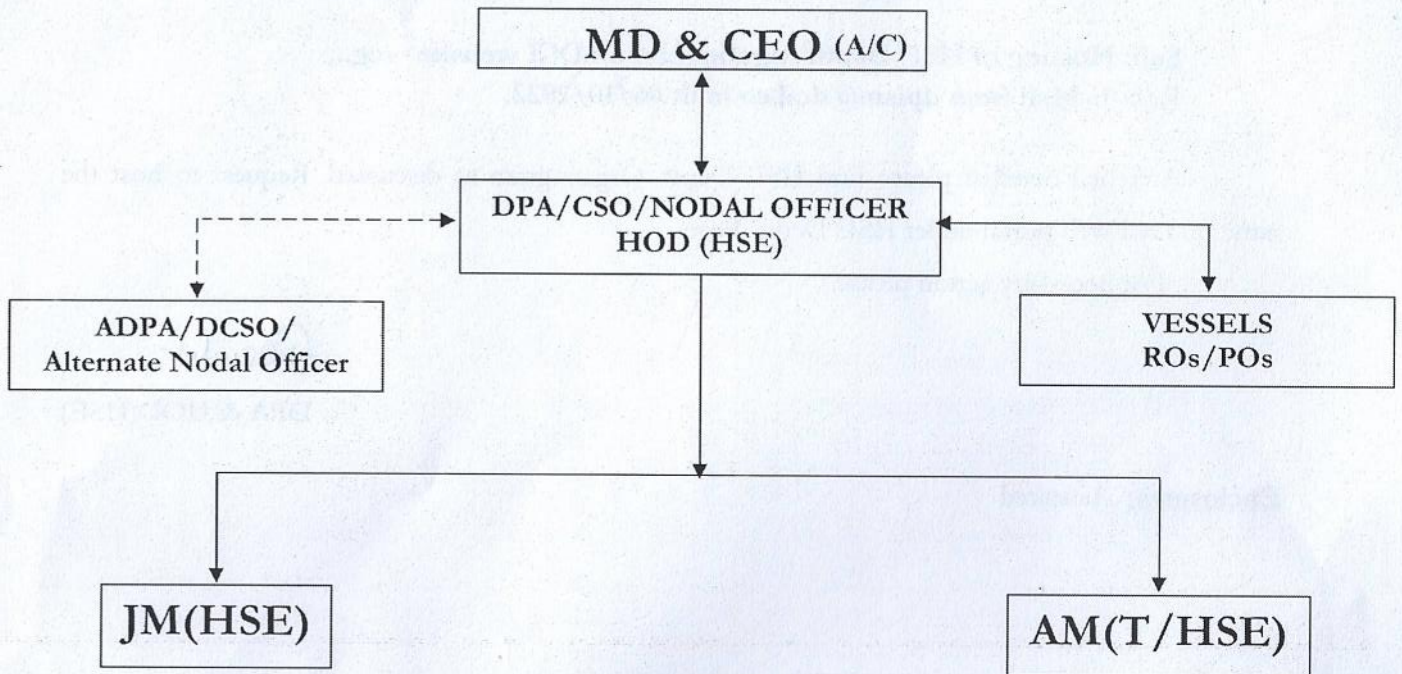 MD & CEO (A/C)
DPA/CSO/NODAL OFFICER
HOD (HSE)
ADPA/DCSO/
Alternate Nodal Officer
VESSELS
ROs/POs
JM(HSE)
AM(T/HSE)